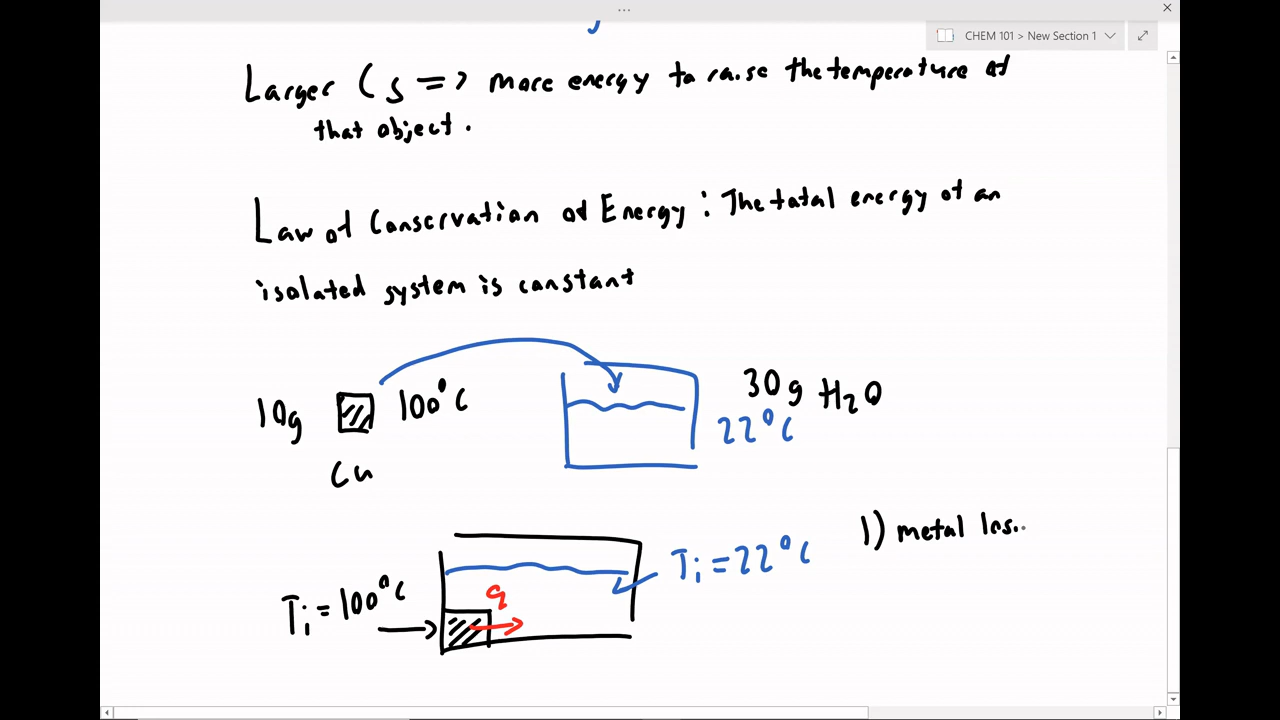 CHEM 101 > New Section 1
Larger Cs => more energy to raise the temperature of
that object.
Law of Conservation of Energy: The total energy of an
isolated system is constant
10g 100°C
Cu
30g H2O
22°C
1) metal los
Ti = 22°C
Ti = 100°C
q